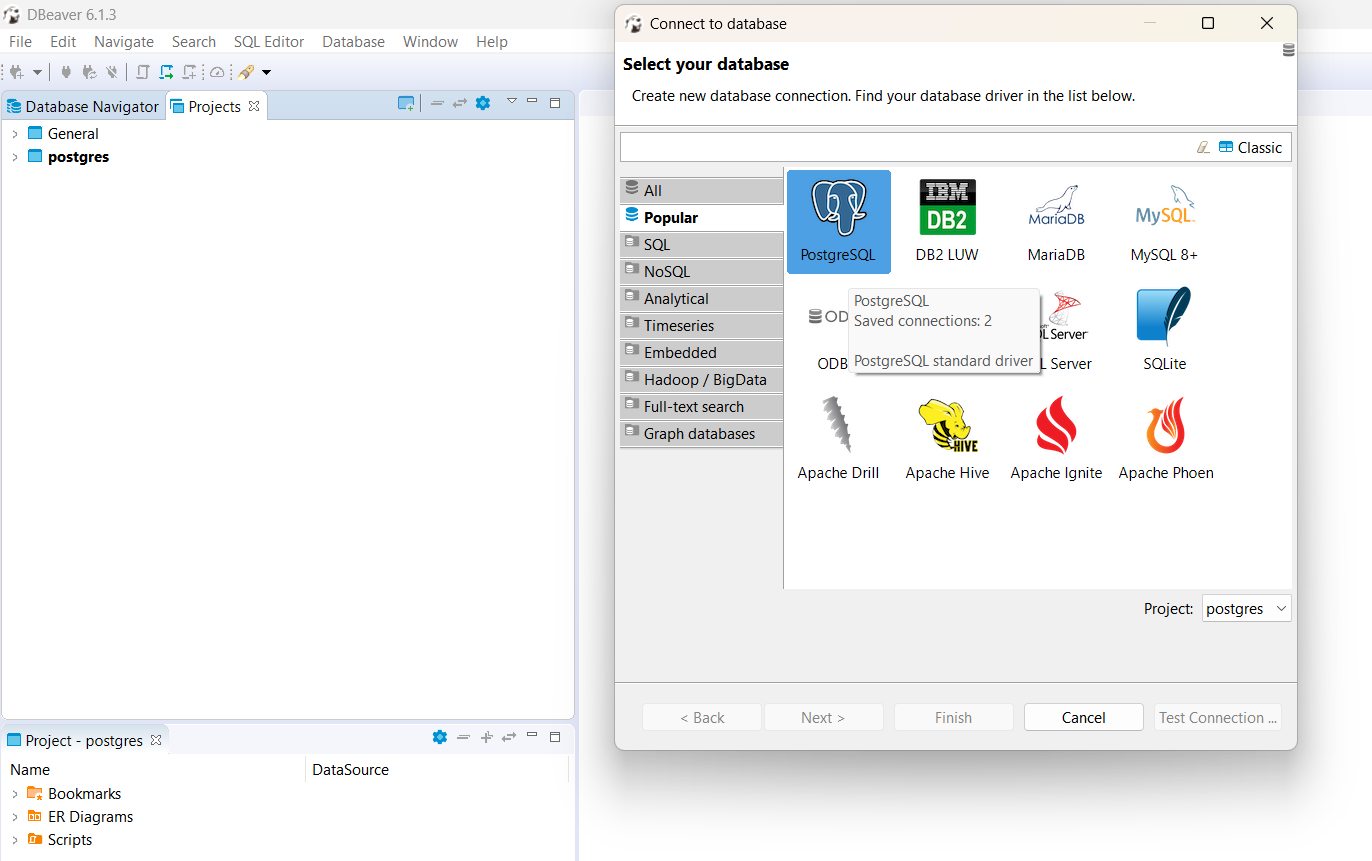 DBeaver 6.1.3
File Edit Navigate Search SQL Editor Database Window Help
Database Navigator Projects
General
postgres
Project - postgres
Name DataSource
Bookmarks
ER Diagrams
Scripts
Connect to database
Select your database
Create new database connection. Find your database driver in the list below.
Classic
All
Popular
SQL
NoSQL
Analytical
Timeseries
Embedded
Hadoop / BigData
Full-text search
Graph databases
IBM
DB2
MariaDB
MySQL
PostgreSQL DB2 LUW MariaDB MySQL 8+
OD
Server
ODB L Server SQLite
PostgreSQL
Saved connections: 2
PostgreSQL standard driver
HIVE
Apache Drill Apache Hive Apache Ignite Apache Phoen
Project: postgres
< Back Next > Finish Cancel Test Connection ...